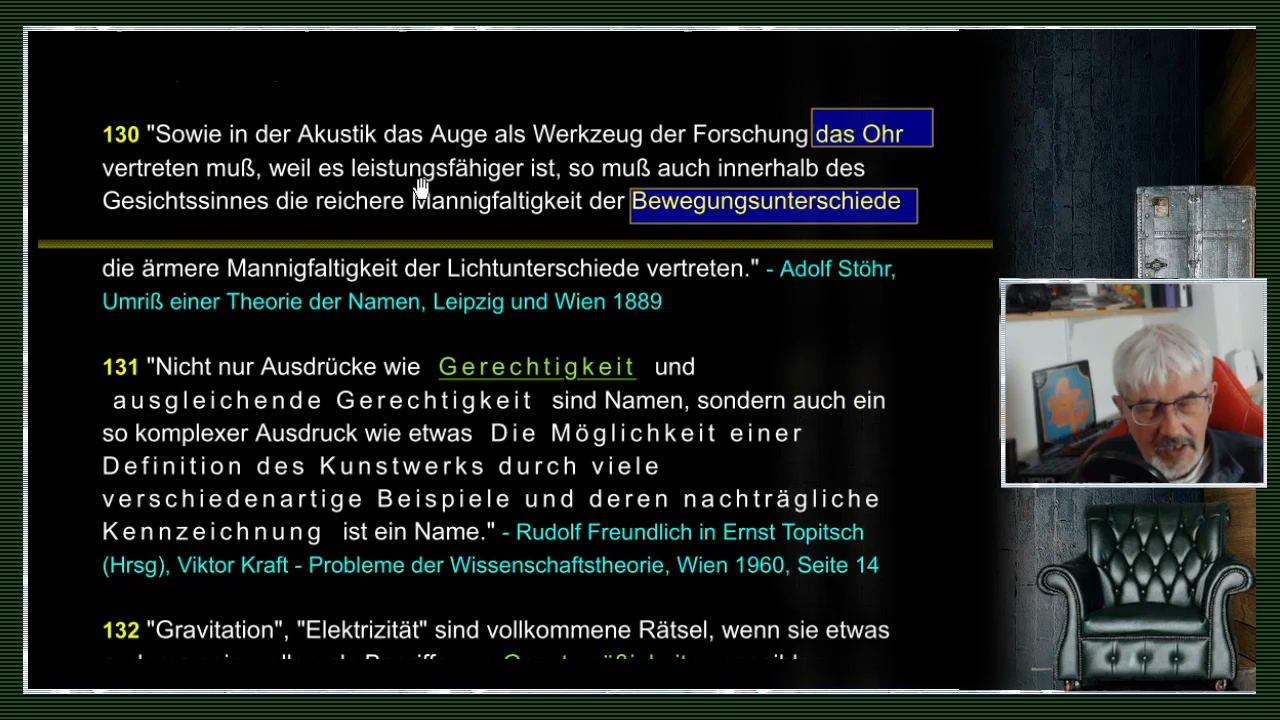 130 "Sowie in der Akustik das Auge als Werkzeug der Forschung das Ohr
vertreten muß, weil es leistungsfähiger ist, so muß auch innerhalb des
Gesichtssinnes die reichere Mannigfaltigkeit der Bewegungsunterschiede
die ärmere Mannigfaltigkeit der Lichtunterschiede vertreten." - Adolf Stöhr,
Umriß einer Theorie der Namen, Leipzig und Wien 1889
131 "Nicht nur Ausdrücke wie Gerechtigkeit und
ausgleichende Gerechtigkeit sind Namen, sondern auch ein
so komplexer Ausdruck wie etwas Die Möglichkeit einer
Definition des Kunstwerks durch viele
verschiedenartige Beispiele und deren nachträgliche
Kennzeichnung ist ein Name." - Rudolf Freundlich in Ernst Topitsch
(Hrsg), Viktor Kraft - Probleme der Wissenschaftstheorie, Wien 1960, Seite 14
132 "Gravitation", "Elektrizität" sind vollkommene Rätsel, wenn sie etwas